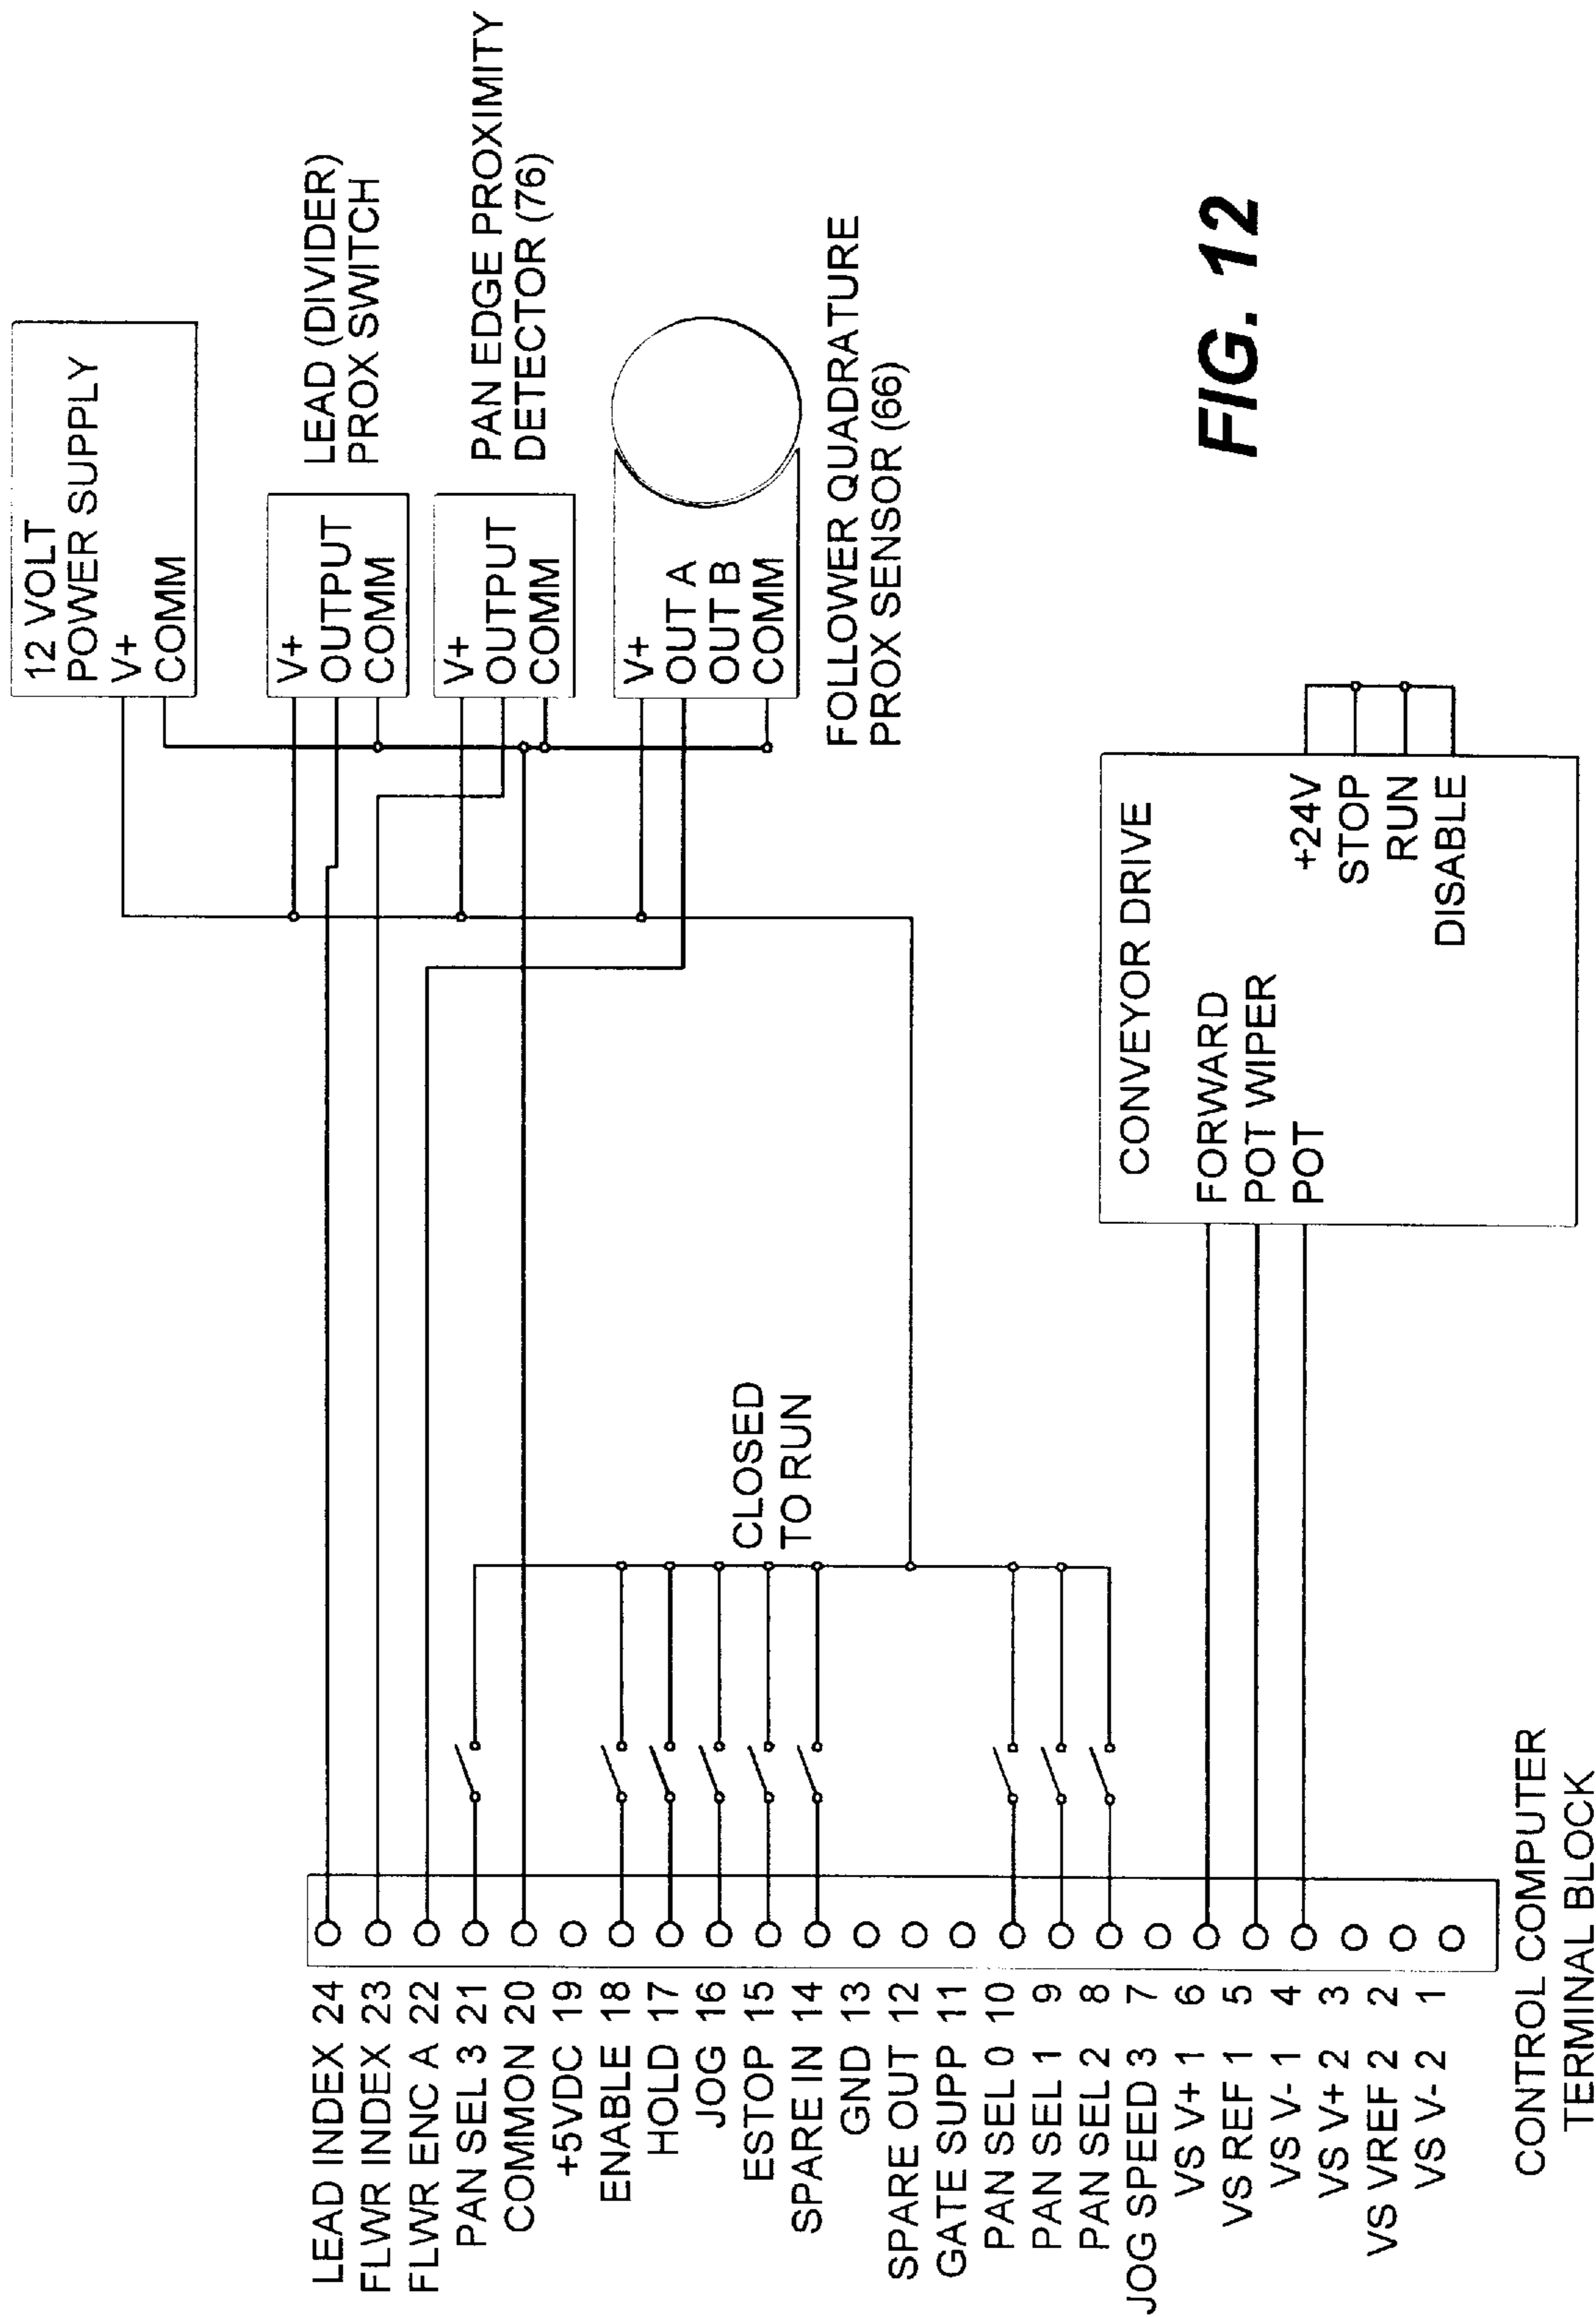 12 VOLT
POWER SUPPLY
V+
COMM
LEAD (DIVIDER)
PROX SWITCH
V+
OUTPUT
COMM
PAN EDGE PROXIMITY
DETECTOR (76)
V+
OUTPUT
COMM
V+
OUT A
OUT B
COMM
FOLLOWER QUADRATURE
PROX SENSOR (66)
CLOSED
TO RUN
LEAD INDEX 24
FLWR INDEX 23
FLWR ENC A 22
PAN SEL 3 21
COMMON 20
+5VDC 19
ENABLE 18
HOLD 17
JOG 16
ESTOP 15
SPARE IN 14
GND 13
SPARE OUT 12
GATE SUPP 11
PAN SEL 0 10
PAN SEL 1 9
PAN SEL 2 8
JOG SPEED 3 7
VS V+ 1 6
VS REF 1 5
VS V- 1 4
VS V+ 2 3
VS VREF 2 2
VS V- 2 1
CONTROL COMPUTER
TERMINAL BLOCK
CONVEYOR DRIVE
FORWARD
POT WIPER
POT
+24V
STOP
RUN
DISABLE
FIG. 12